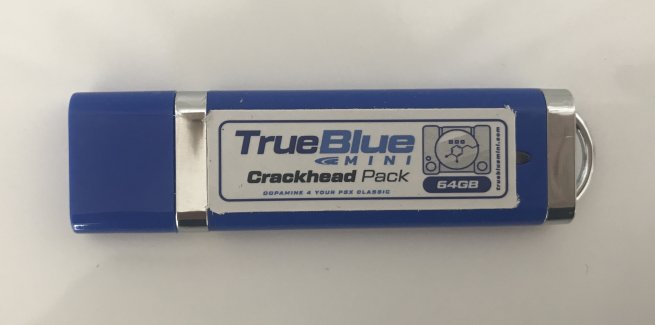 TrueBlue
MINI
Crackhead Pack
DOPAMINE 4 YOUR PSX CLASSIC
64GB
truebluemini.com